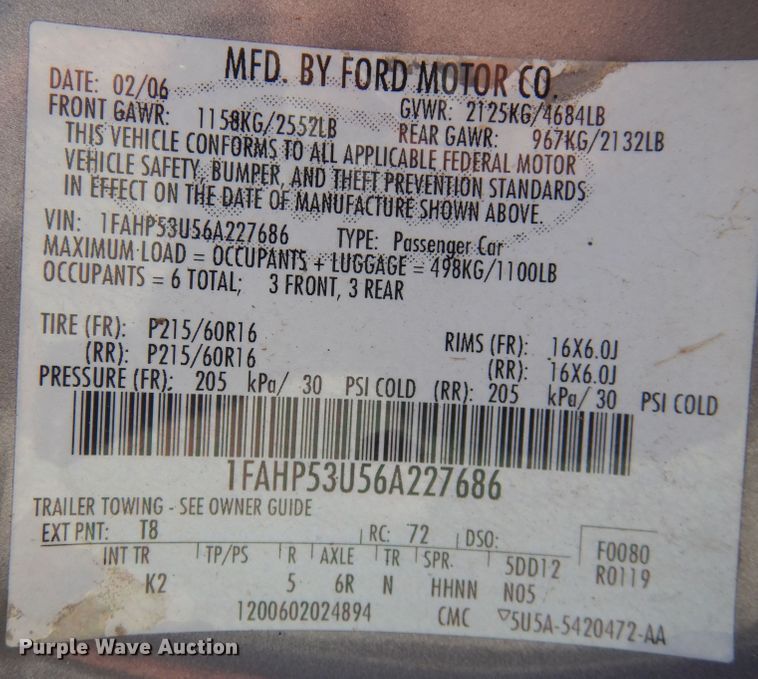 MFD. BY FORD MOTOR CO.
DATE: 02/06 GVWR: 2125KG/4684LB
FRONT GAWR: 1158KG/2552LB REAR GAWR: 967KG/2132LB
THIS VEHICLE CONFORMS TO ALL APPLICABLE FEDERAL MOTOR
VEHICLE SAFETY, BUMPER, AND THEFT PREVENTION STANDARDS
IN EFFECT ON THE DATE OF MANUFACTURE SHOWN ABOVE.
VIN: 1FAHP53U56A227686 TYPE: Passenger Car
MAXIMUM LOAD = OCCUPANTS + LUGGAGE = 498KG/1100LB
OCCUPANTS = 6 TOTAL; 3 FRONT, 3 REAR
TIRE (FR): P215/60R16 RIMS (FR): 16X6.0J
(RR): P215/60R16 (RR): 16X6.0J
PRESSURE (FR): 205 kPa/ 30 PSI COLD (RR): 205 kPa/ 30 PSI COLD
1FAHP53U56A227686
TRAILER TOWING - SEE OWNER GUIDE
EXT PNT: T8 RC: 72 DSO: F0080
INT TR TP/PS R AXLE TR SPR. 5DD12 R0119
K2 5 6R N HHNN N05
1200602024894 CMC ▽5U5A-5420472-AA
Purple Wave Auction